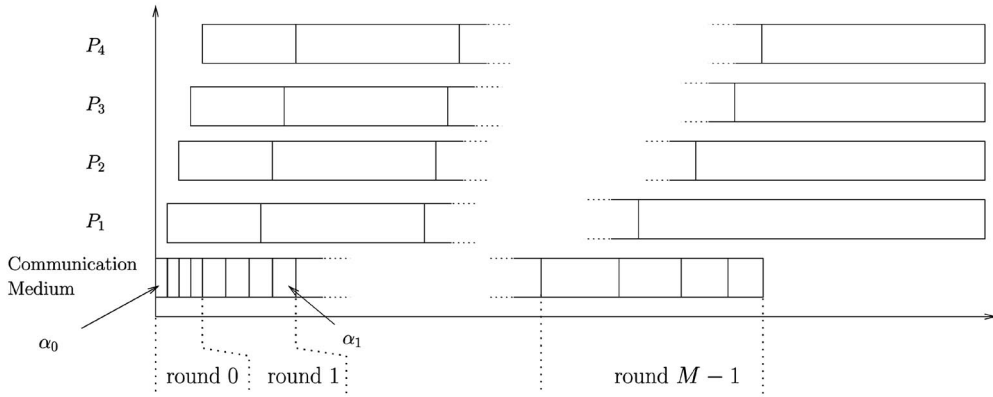 P₄
P₃
P₂
P₁
Communication
Medium
α₀
α₁
round 0
round 1
round M − 1